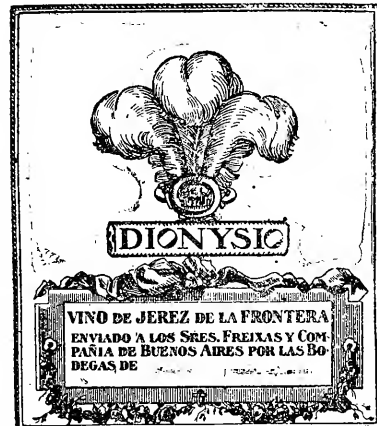 DIONYSIO
VINO DE JEREZ DE LA FRONTERA
ENVIADO A LOS SRES. FREIXAS Y COM-
PAÑIA DE BUENOS AIRES POR LAS BO-
DEGAS DE